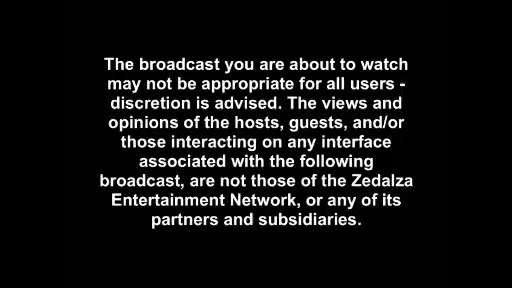 The broadcast you are about to watch
may not be appropriate for all users -
discretion is advised. The views and
opinions of the hosts, guests, and/or
those interacting on any interface
associated with the following
broadcast, are not those of the Zedalza
Entertainment Network, or any of its
partners and subsidiaries.